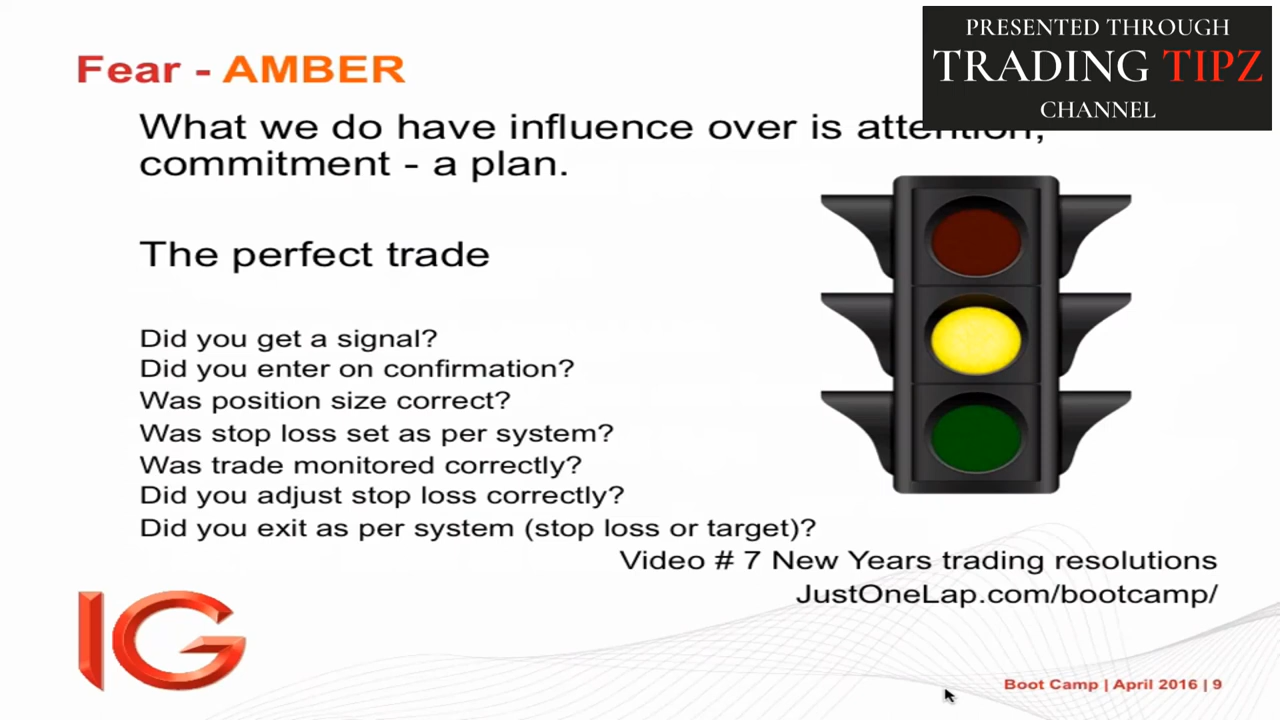 Fear - AMBER
PRESENTED THROUGH
TRADING TIPZ
CHANNEL
What we do have influence over is attention,
commitment - a plan.
The perfect trade
Did you get a signal?
Did you enter on confirmation?
Was position size correct?
Was stop loss set as per system?
Was trade monitored correctly?
Did you adjust stop loss correctly?
Did you exit as per system (stop loss or target)?
Video # 7 New Years trading resolutions
JustOneLap.com/bootcamp/
IG
Boot Camp | April 2016 | 9